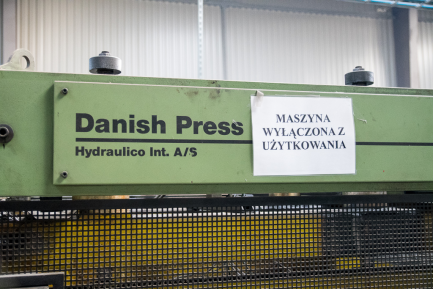 Danish Press
Hydraulico Int. A/S
MASZYNA
WYŁĄCZONA Z
UŻYTKOWANIA